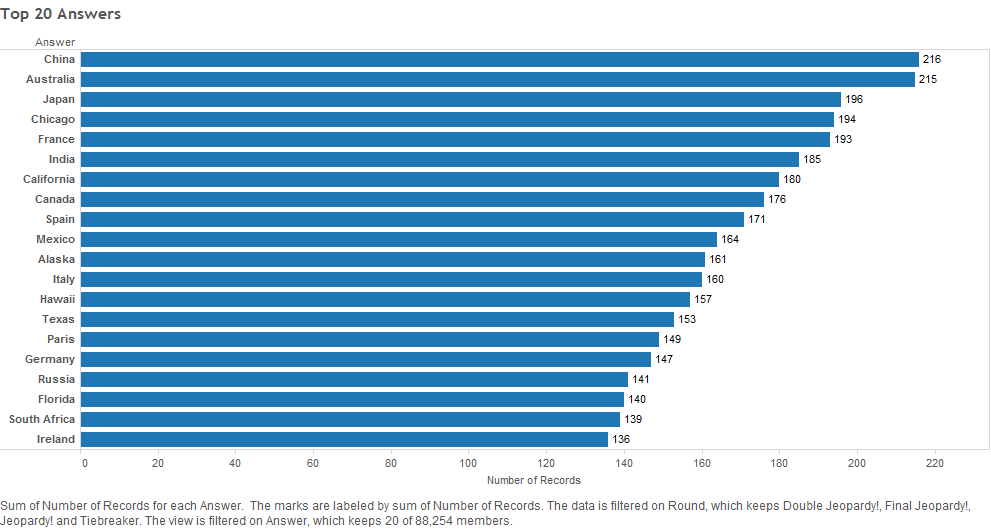 Top 20 Answers
Answer
China 216
Australia 215
Japan 196
Chicago 194
France 193
India 185
California 180
Canada 176
Spain 171
Mexico 164
Alaska 161
Italy 160
Hawaii 157
Texas 153
Paris 149
Germany 147
Russia 141
Florida 140
South Africa 139
Ireland 136
0 20 40 60 80 100 120 140 160 180 200 220
Number of Records
Sum of Number of Records for each Answer.  The marks are labeled by sum of Number of Records. The data is filtered on Round, which keeps Double Jeopardy!, Final Jeopardy!,
Jeopardy! and Tiebreaker. The view is filtered on Answer, which keeps 20 of 88,254 members.